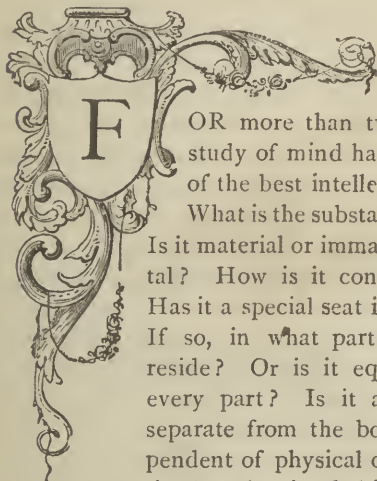 FOR more than
study of mind ha
of the best intelle
What is the substa
Is it material or imma
tal? How is it con
Has it a special seat i
If so, in what part
reside? Or is it eq
every part? Is it a
separate from the bo
pendent of physical